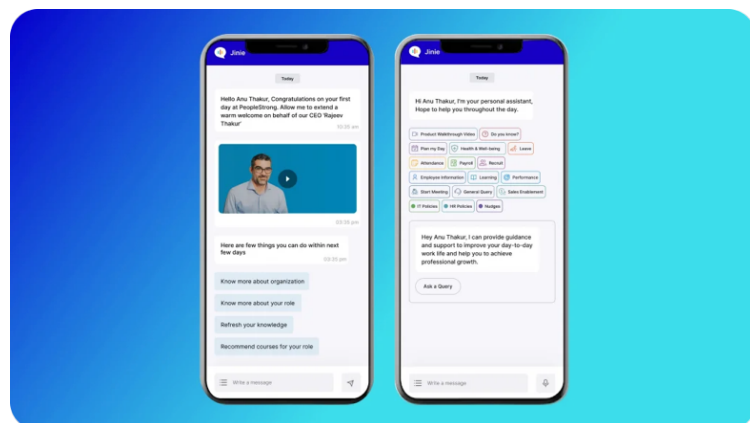 Jinie
Today
Hello Anu Thakur, Congratulations on your first
day at PeopleStrong. Allow me to extend a
warm welcome on behalf of our CEO 'Rajeev
Thakur'
Here are few things you can do within next
few days
Know more about organization
Know more about your role
Refresh your knowledge
Recommend courses for your role
Write a message
Jinie
Today
Hi Anu Thakur, I'm your personal assistant,
Hope to help you throughout the day.
Product Walkthrough Video
Do you know?
Plan my Day
Health & Well-being
Leave
Attendance
Payroll
Recruit
Employee Information
Learning
Performance
Start Meeting
General Query
Sales Enablement
IT Policies
HR Policies
Nudges
Hey Anu Thakur, I can provide guidance
and support to improve your day-to-day
work life and help you to achieve
professional growth.
Ask a Query
Write a message